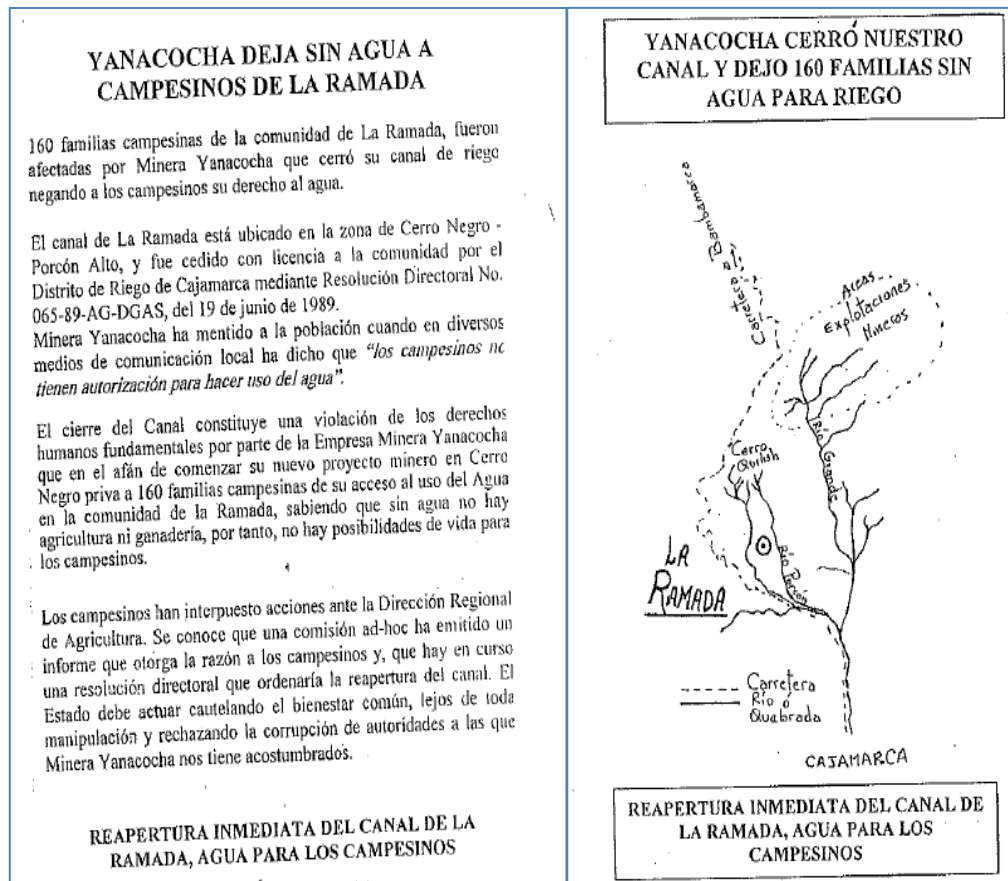 YANACOCHA DEJA SIN AGUA A
CAMPESINOS DE LA RAMADA
160 familias campesinas de la comunidad de La Ramada, fueron
afectadas por Minera Yanacocha que cerró su canal de riego
negando a los campesinos su derecho al agua.
El canal de La Ramada está ubicado en la zona de Cerro Negro -
Porcón Alto, y fue cedido con licencia a la comunidad por el
Distrito de Riego de Cajamarca mediante Resolución Directoral No.
065-89-AG-DGAS, del 19 de junio de 1989.
Minera Yanacocha ha mentido a la población cuando en diversos
medios de comunicación local ha dicho que "los campesinos no
tienen autorización para hacer uso del agua".
El cierre del Canal constituye una violación de los derechos
humanos fundamentales por parte de la Empresa Minera Yanacocha
que en el afán de comenzar su nuevo proyecto minero en Cerro
Negro priva a 160 familias campesinas de su acceso al uso del Agua
en la comunidad de la Ramada, sabiendo que sin agua no hay
agricultura ni ganadería, por tanto, no hay posibilidades de vida para
los campesinos.
Los campesinos han interpuesto acciones ante la Dirección Regional
de Agricultura. Se conoce que una comisión ad-hoc ha emitido un
informe que otorga la razón a los campesinos y, que hay en curso
una resolución directoral que ordenaría la reapertura del canal. El
Estado debe actuar cautelando el bienestar común, lejos de toda
manipulación y rechazando la corrupción de autoridades a las que
Minera Yanacocha nos tiene acostumbrados.
REAPERTURA INMEDIATA DEL CANAL DE LA
RAMADA, AGUA PARA LOS CAMPESINOS
YANACOCHA CERRÓ NUESTRO
CANAL Y DEJO 160 FAMILIAS SIN
AGUA PARA RIEGO
Carretera a Bambamarca
Areas
Explotaciones
Mineras
Río Grande
Cerro
Quilish
Río Porcón
LA
RAMADA
Carretera
Río ó
Quebrada
CAJAMARCA
REAPERTURA INMEDIATA DEL CANAL DE
LA RAMADA, AGUA PARA LOS
CAMPESINOS